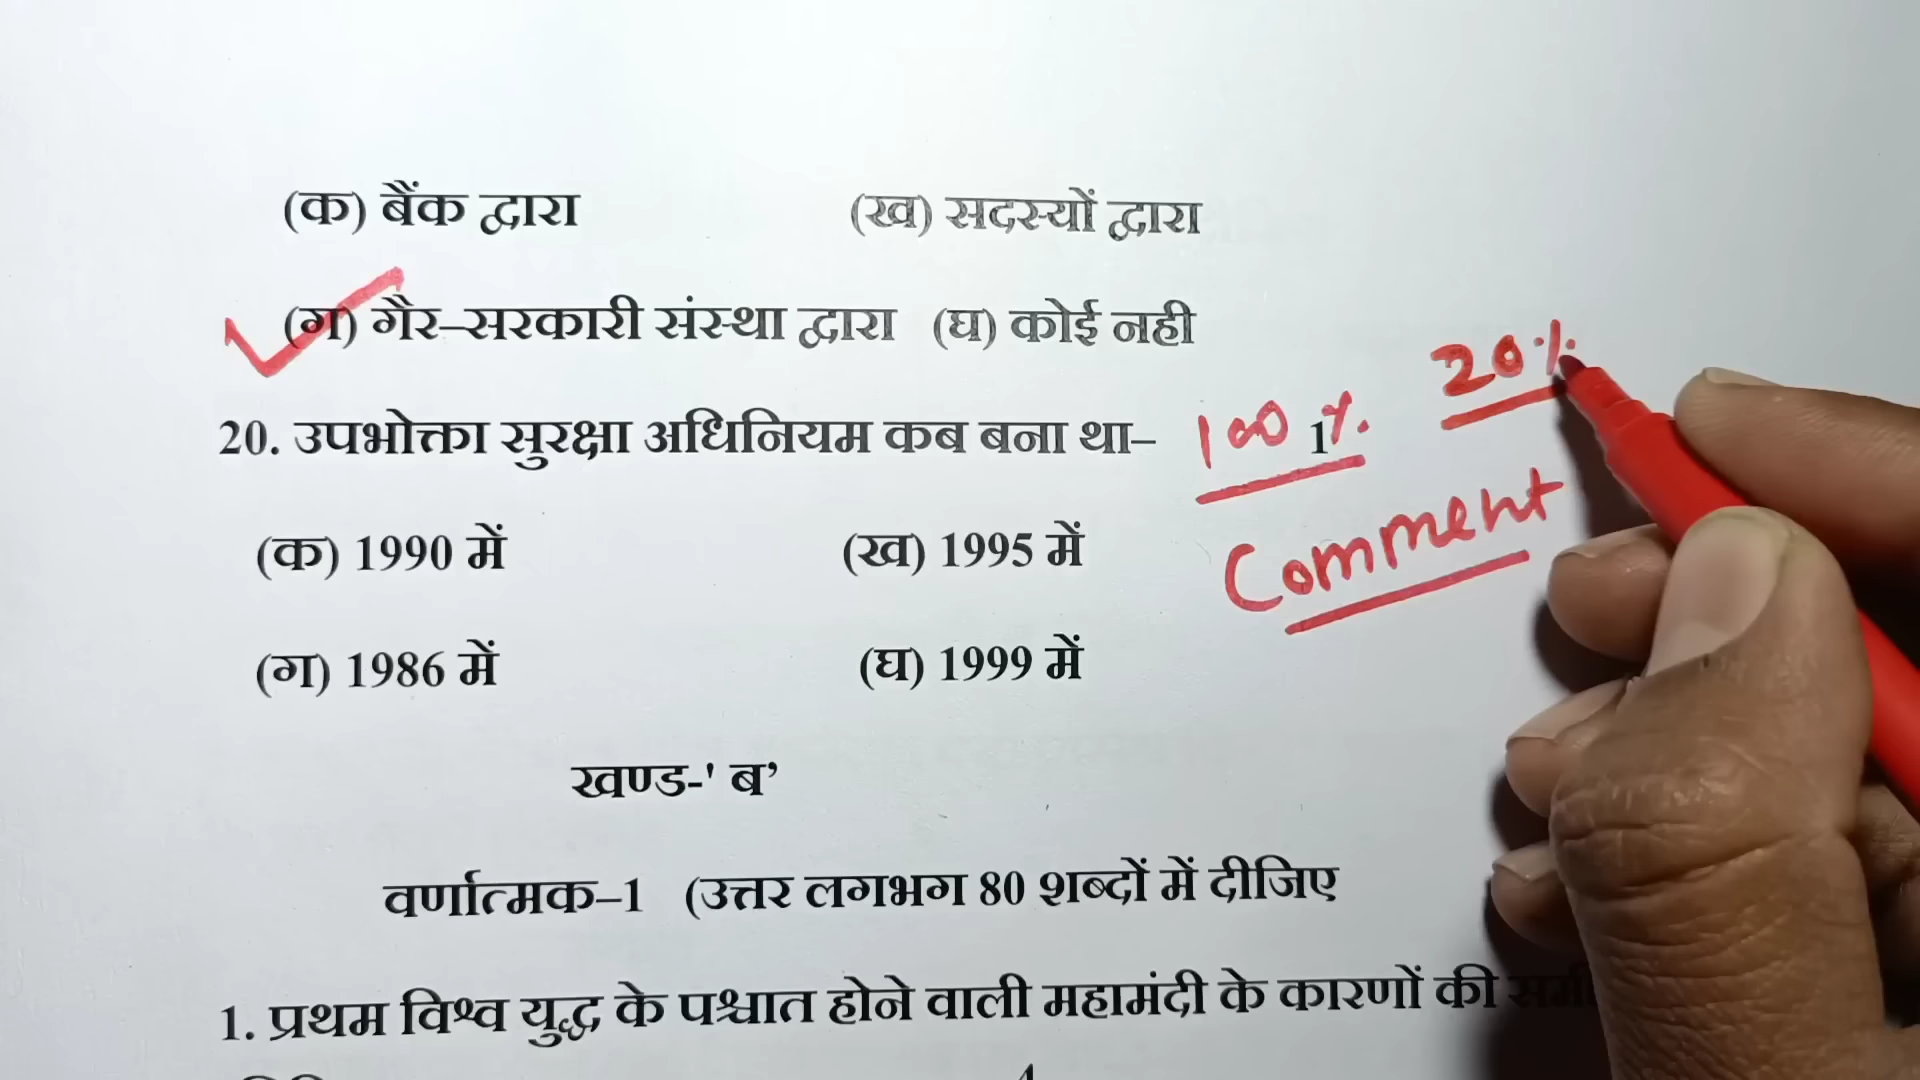 (क) बैंक द्वारा (ख) सदस्यों द्वारा
(ग) गैर–सरकारी संस्था द्वारा (घ) कोई नही
20%
20. उपभोक्ता सुरक्षा अधिनियम कब बना था– 100% 1
Comment
(क) 1990 में (ख) 1995 में
(ग) 1986 में (घ) 1999 में
खण्ड-' ब’
वर्णात्मक–1 (उत्तर लगभग 80 शब्दों में दीजिए
1. प्रथम विश्व युद्ध के पश्चात होने वाली महामंदी के कारणों की